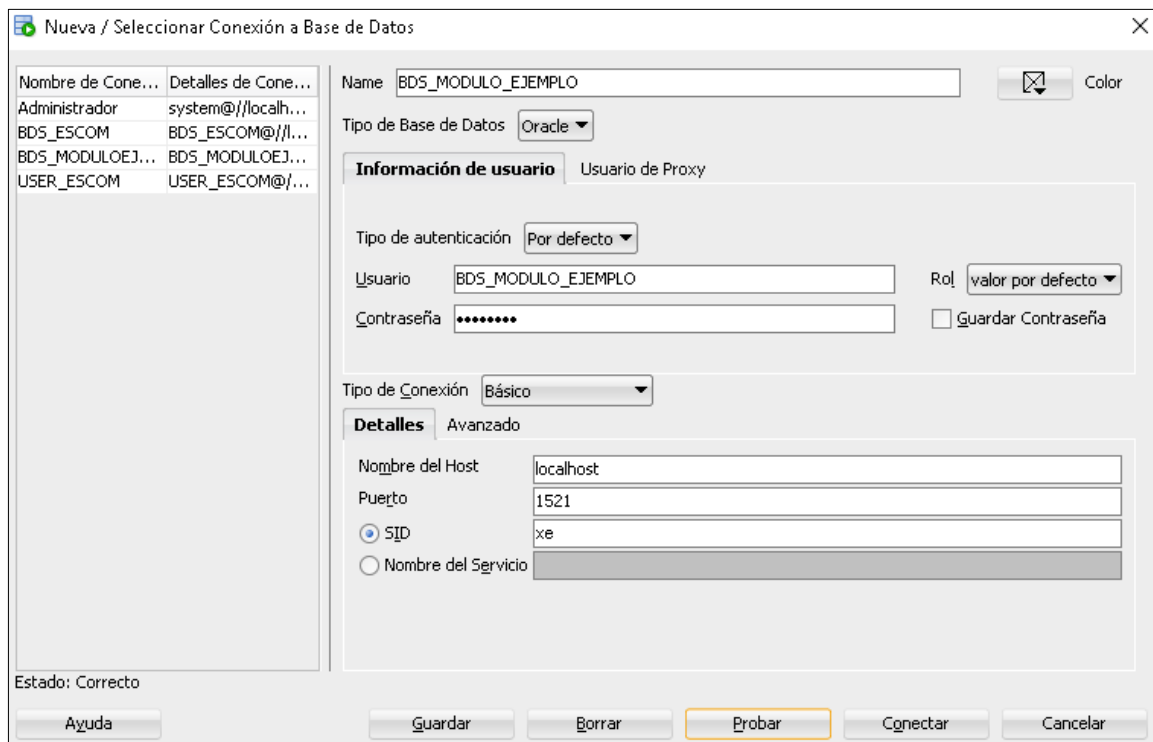 Nueva / Seleccionar Conexión a Base de Datos
Nombre de Cone... Detalles de Cone...
Administrador system@//localh...
BDS_ESCOM BDS_ESCOM@//l...
BDS_MODULOEJ... BDS_MODULOEJ...
USER_ESCOM USER_ESCOM@/...
Name BDS_MODULO_EJEMPLO Color
Tipo de Base de Datos Oracle
Información de usuario Usuario de Proxy
Tipo de autenticación Por defecto
Usuario BDS_MODULO_EJEMPLO Rol valor por defecto
Contraseña •••••••• Guardar Contraseña
Tipo de Conexión Básico
Detalles Avanzado
Nombre del Host localhost
Puerto 1521
SID xe
Nombre del Servicio
Estado: Correcto
Ayuda Guardar Borrar Probar Conectar Cancelar